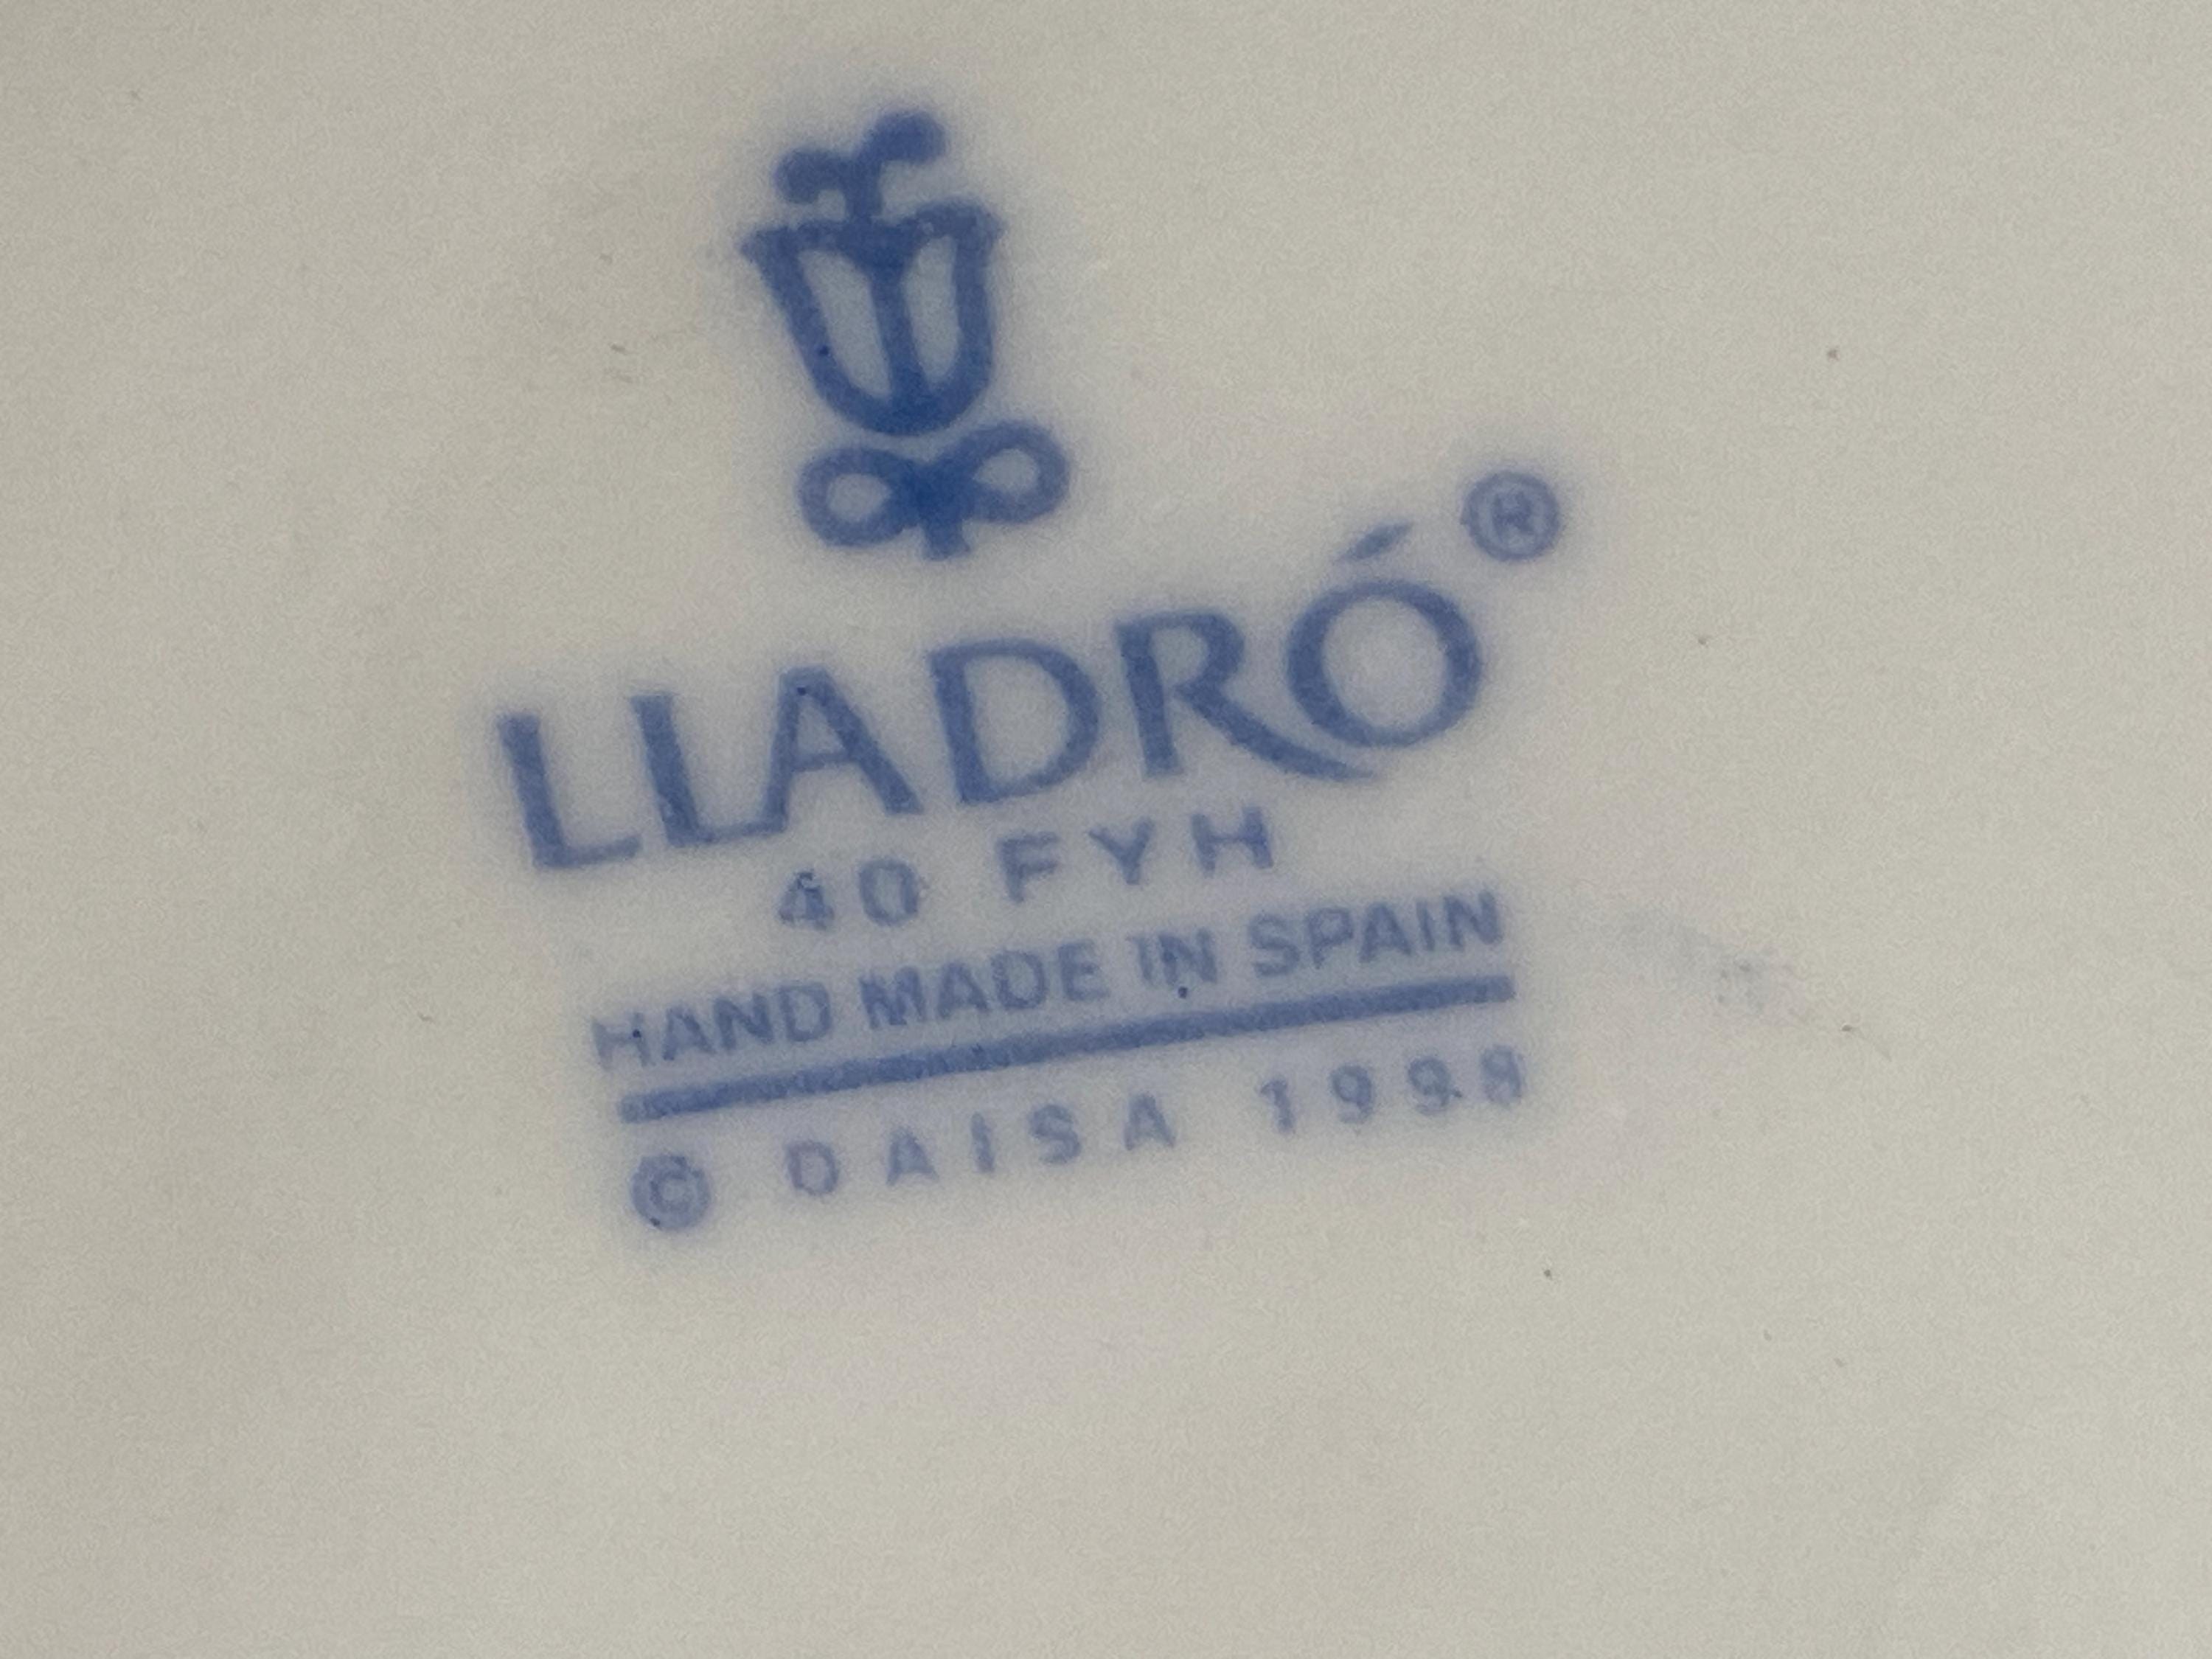 LLADRÓ®
40 FYH
HAND MADE IN SPAIN
© DAISA 1998